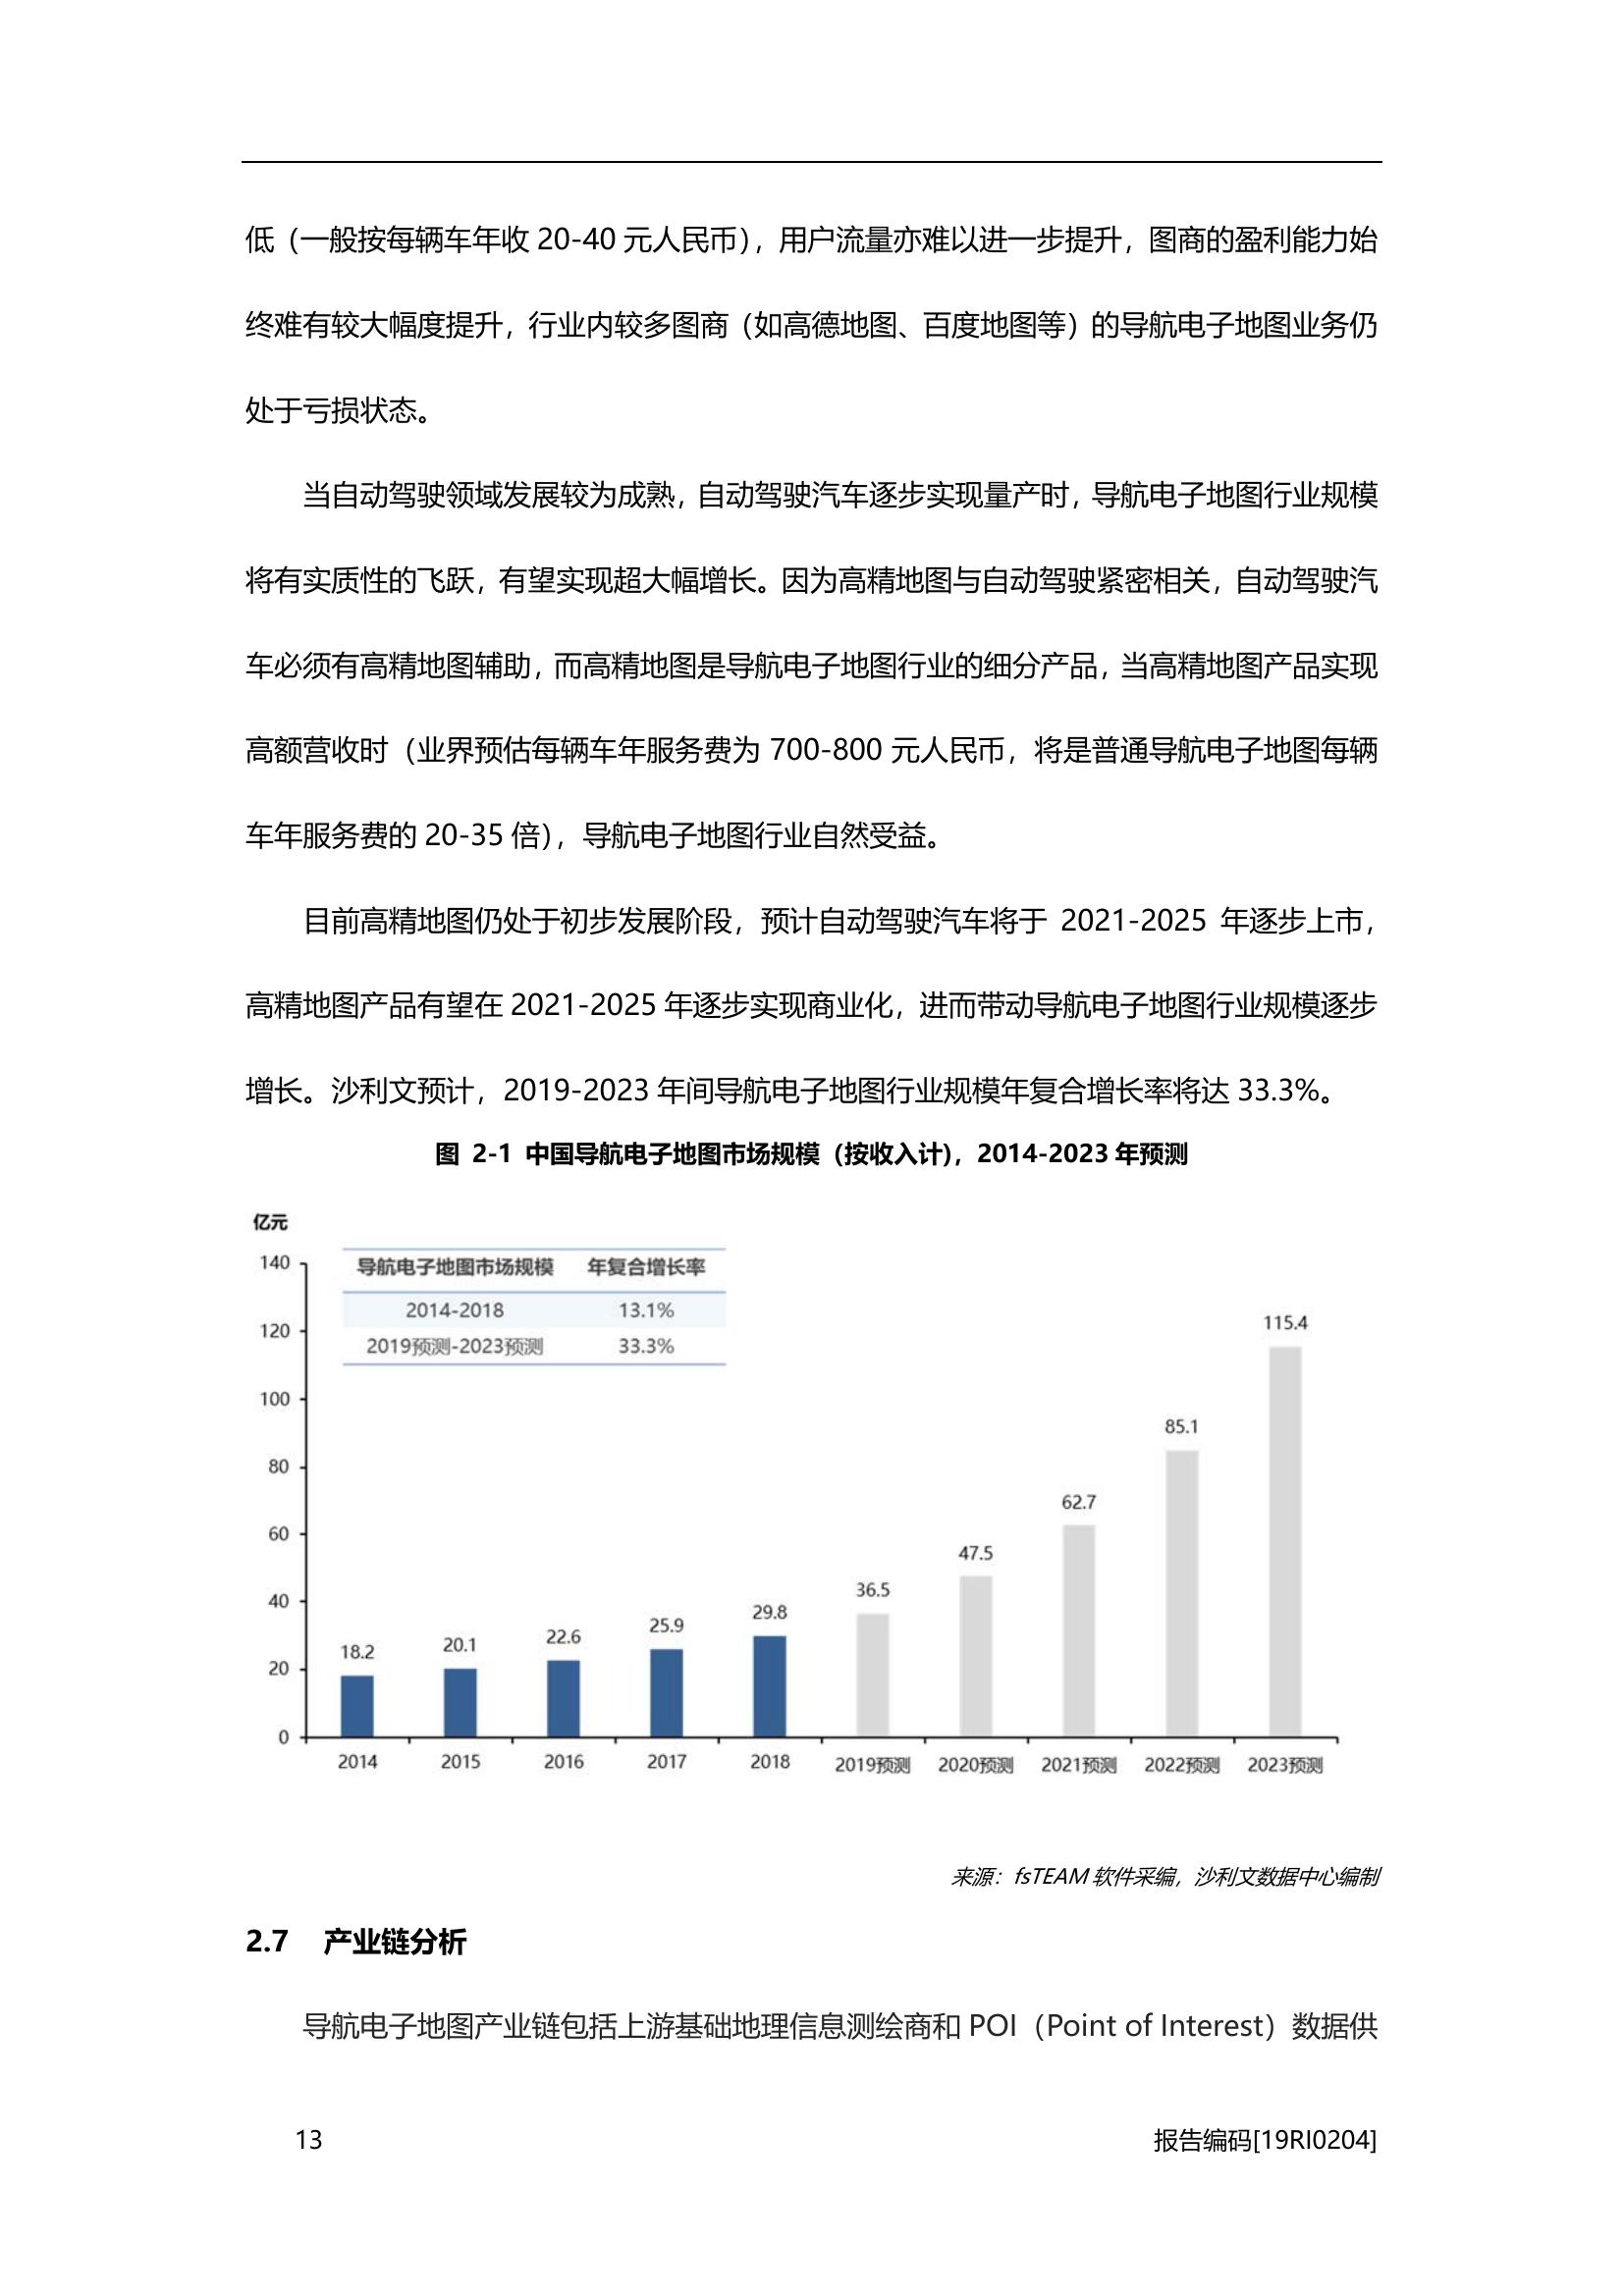 低（一般按每辆车年收 20-40 元人民币），用户流量亦难以进一步提升，图商的盈利能力始
终难有较大幅度提升，行业内较多图商（如高德地图、百度地图等）的导航电子地图业务仍
处于亏损状态。
当自动驾驶领域发展较为成熟，自动驾驶汽车逐步实现量产时，导航电子地图行业规模
将有实质性的飞跃，有望实现超大幅增长。因为高精地图与自动驾驶紧密相关，自动驾驶汽
车必须有高精地图辅助，而高精地图是导航电子地图行业的细分产品，当高精地图产品实现
高额营收时（业界预估每辆车年服务费为 700-800 元人民币，将是普通导航电子地图每辆
车年服务费的 20-35 倍），导航电子地图行业自然受益。
目前高精地图仍处于初步发展阶段，预计自动驾驶汽车将于 2021-2025 年逐步上市，
高精地图产品有望在 2021-2025 年逐步实现商业化，进而带动导航电子地图行业规模逐步
增长。沙利文预计，2019-2023 年间导航电子地图行业规模年复合增长率将达 33.3%。
图 2-1 中国导航电子地图市场规模（按收入计），2014-2023 年预测
亿元
导航电子地图市场规模 年复合增长率
2014-2018 13.1%
2019预测-2023预测 33.3%
140
120
100
80
60
40
20
0
18.2 20.1 22.6 25.9 29.8 36.5 47.5 62.7 85.1 115.4
2014 2015 2016 2017 2018 2019预测 2020预测 2021预测 2022预测 2023预测
来源：fsTEAM 软件采编，沙利文数据中心编制
2.7 产业链分析
导航电子地图产业链包括上游基础地理信息测绘商和 POI（Point of Interest）数据供
13 报告编码[19RI0204]